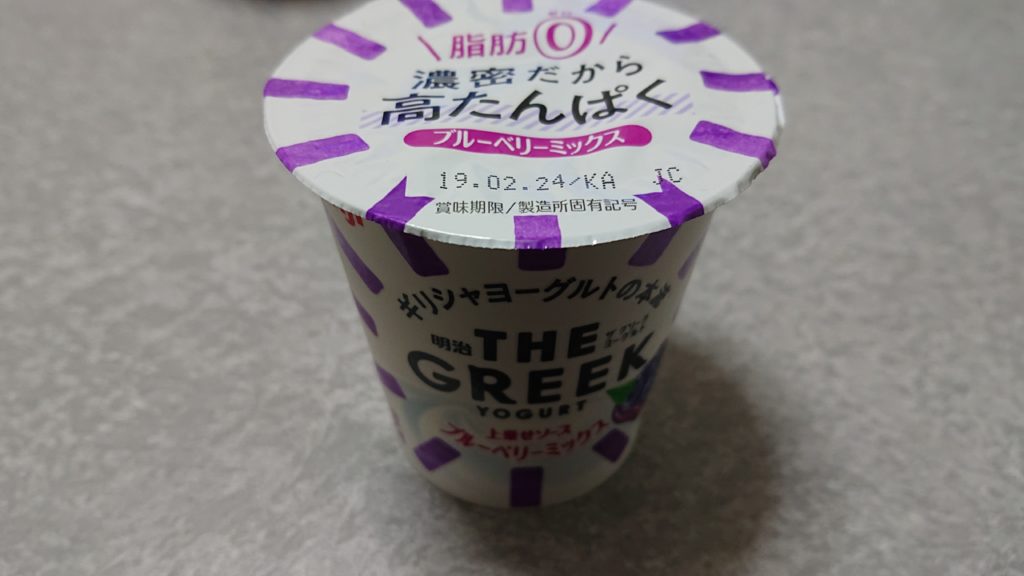 脂肪0
濃密だから
高たんぱく
ブルーベリーミックス
19.02.24/KA JC
賞味期限/製造所固有記号
ギリシャヨーグルトの本
明治 THE
GREEK
YOGURT
上乗せソース
ブルーベリーミックス